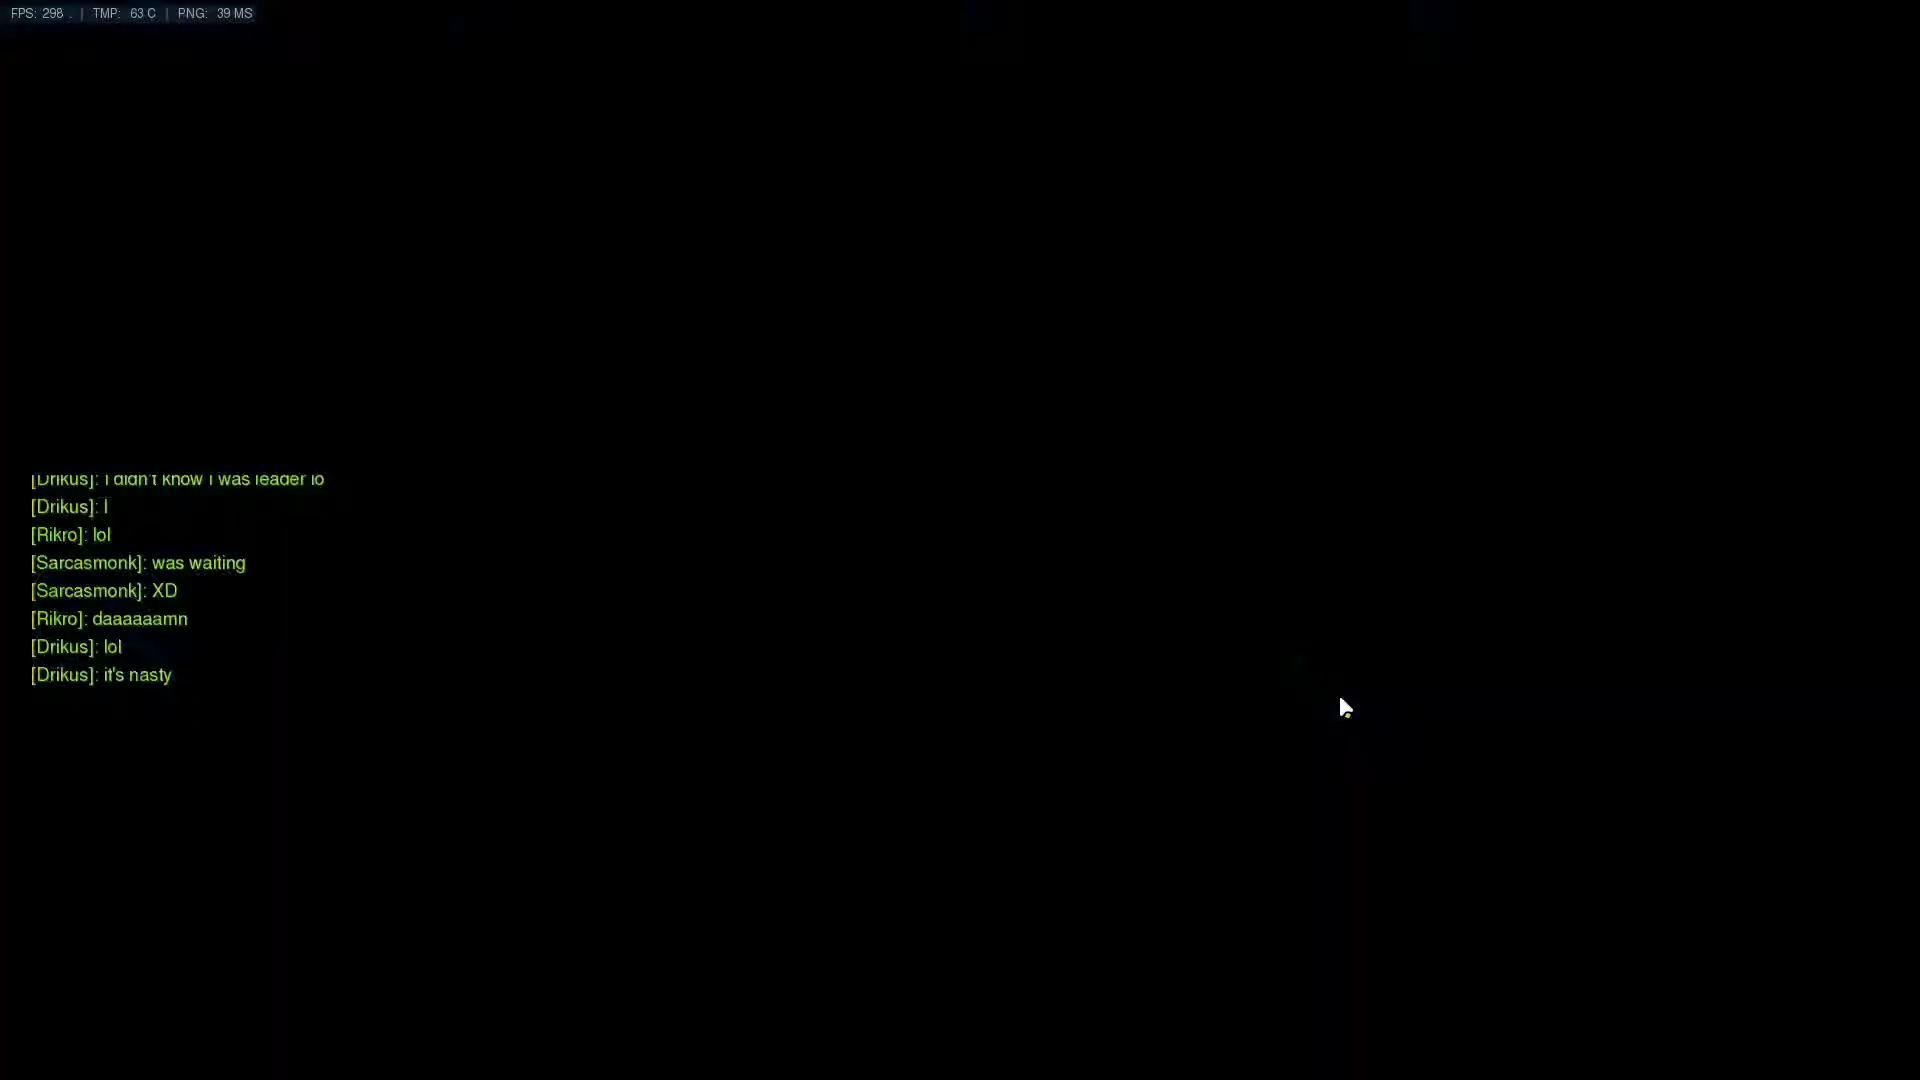 FPS: 298 . | TMP: 63 C | PNG: 39 MS
[Drikus]: I didn't know I was leader lo
[Drikus]: l
[Rikro]: lol
[Sarcasmonk]: was waiting
[Sarcasmonk]: XD
[Rikro]: daaaaaamn
[Drikus]: lol
[Drikus]: it's nasty